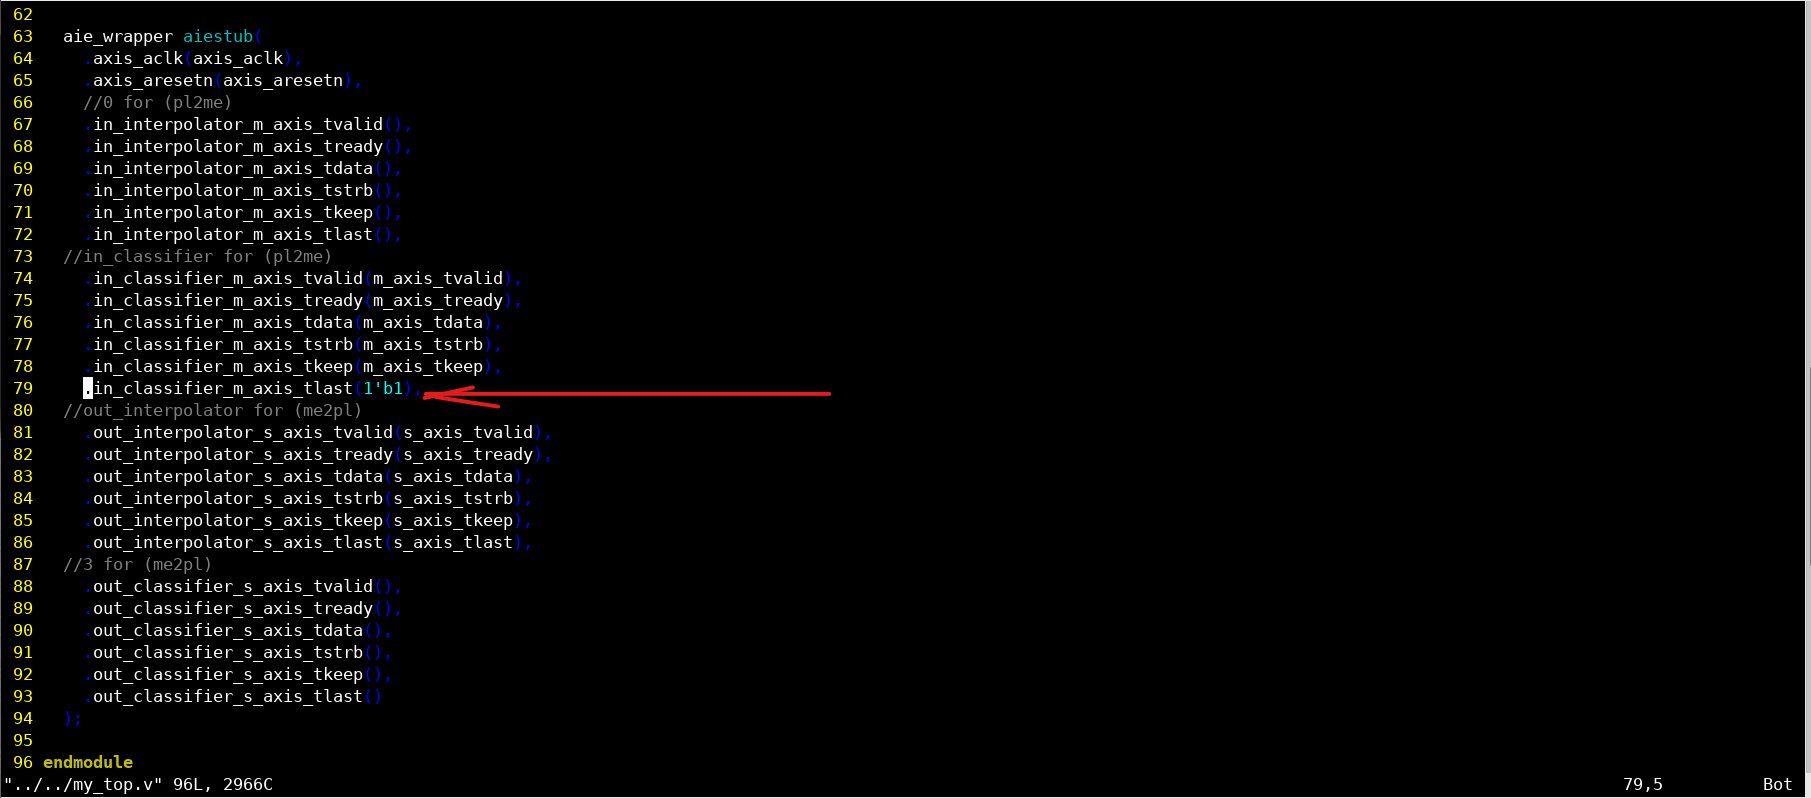 62
63   aie_wrapper aiestub(
64     .axis_aclk(axis_aclk),
65     .axis_aresetn(axis_aresetn),
66     //0 for (pl2me)
67     .in_interpolator_m_axis_tvalid(),
68     .in_interpolator_m_axis_tready(),
69     .in_interpolator_m_axis_tdata(),
70     .in_interpolator_m_axis_tstrb(),
71     .in_interpolator_m_axis_tkeep(),
72     .in_interpolator_m_axis_tlast(),
73   //in_classifier for (pl2me)
74     .in_classifier_m_axis_tvalid(m_axis_tvalid),
75     .in_classifier_m_axis_tready(m_axis_tready),
76     .in_classifier_m_axis_tdata(m_axis_tdata),
77     .in_classifier_m_axis_tstrb(m_axis_tstrb),
78     .in_classifier_m_axis_tkeep(m_axis_tkeep),
79     .in_classifier_m_axis_tlast(1'b1),
80   //out_interpolator for (me2pl)
81     .out_interpolator_s_axis_tvalid(s_axis_tvalid),
82     .out_interpolator_s_axis_tready(s_axis_tready),
83     .out_interpolator_s_axis_tdata(s_axis_tdata),
84     .out_interpolator_s_axis_tstrb(s_axis_tstrb),
85     .out_interpolator_s_axis_tkeep(s_axis_tkeep),
86     .out_interpolator_s_axis_tlast(s_axis_tlast),
87   //3 for (me2pl)
88     .out_classifier_s_axis_tvalid(),
89     .out_classifier_s_axis_tready(),
90     .out_classifier_s_axis_tdata(),
91     .out_classifier_s_axis_tstrb(),
92     .out_classifier_s_axis_tkeep(),
93     .out_classifier_s_axis_tlast()
94   );
95
96 endmodule
"../../my_top.v" 96L, 2966C 79,5 Bot